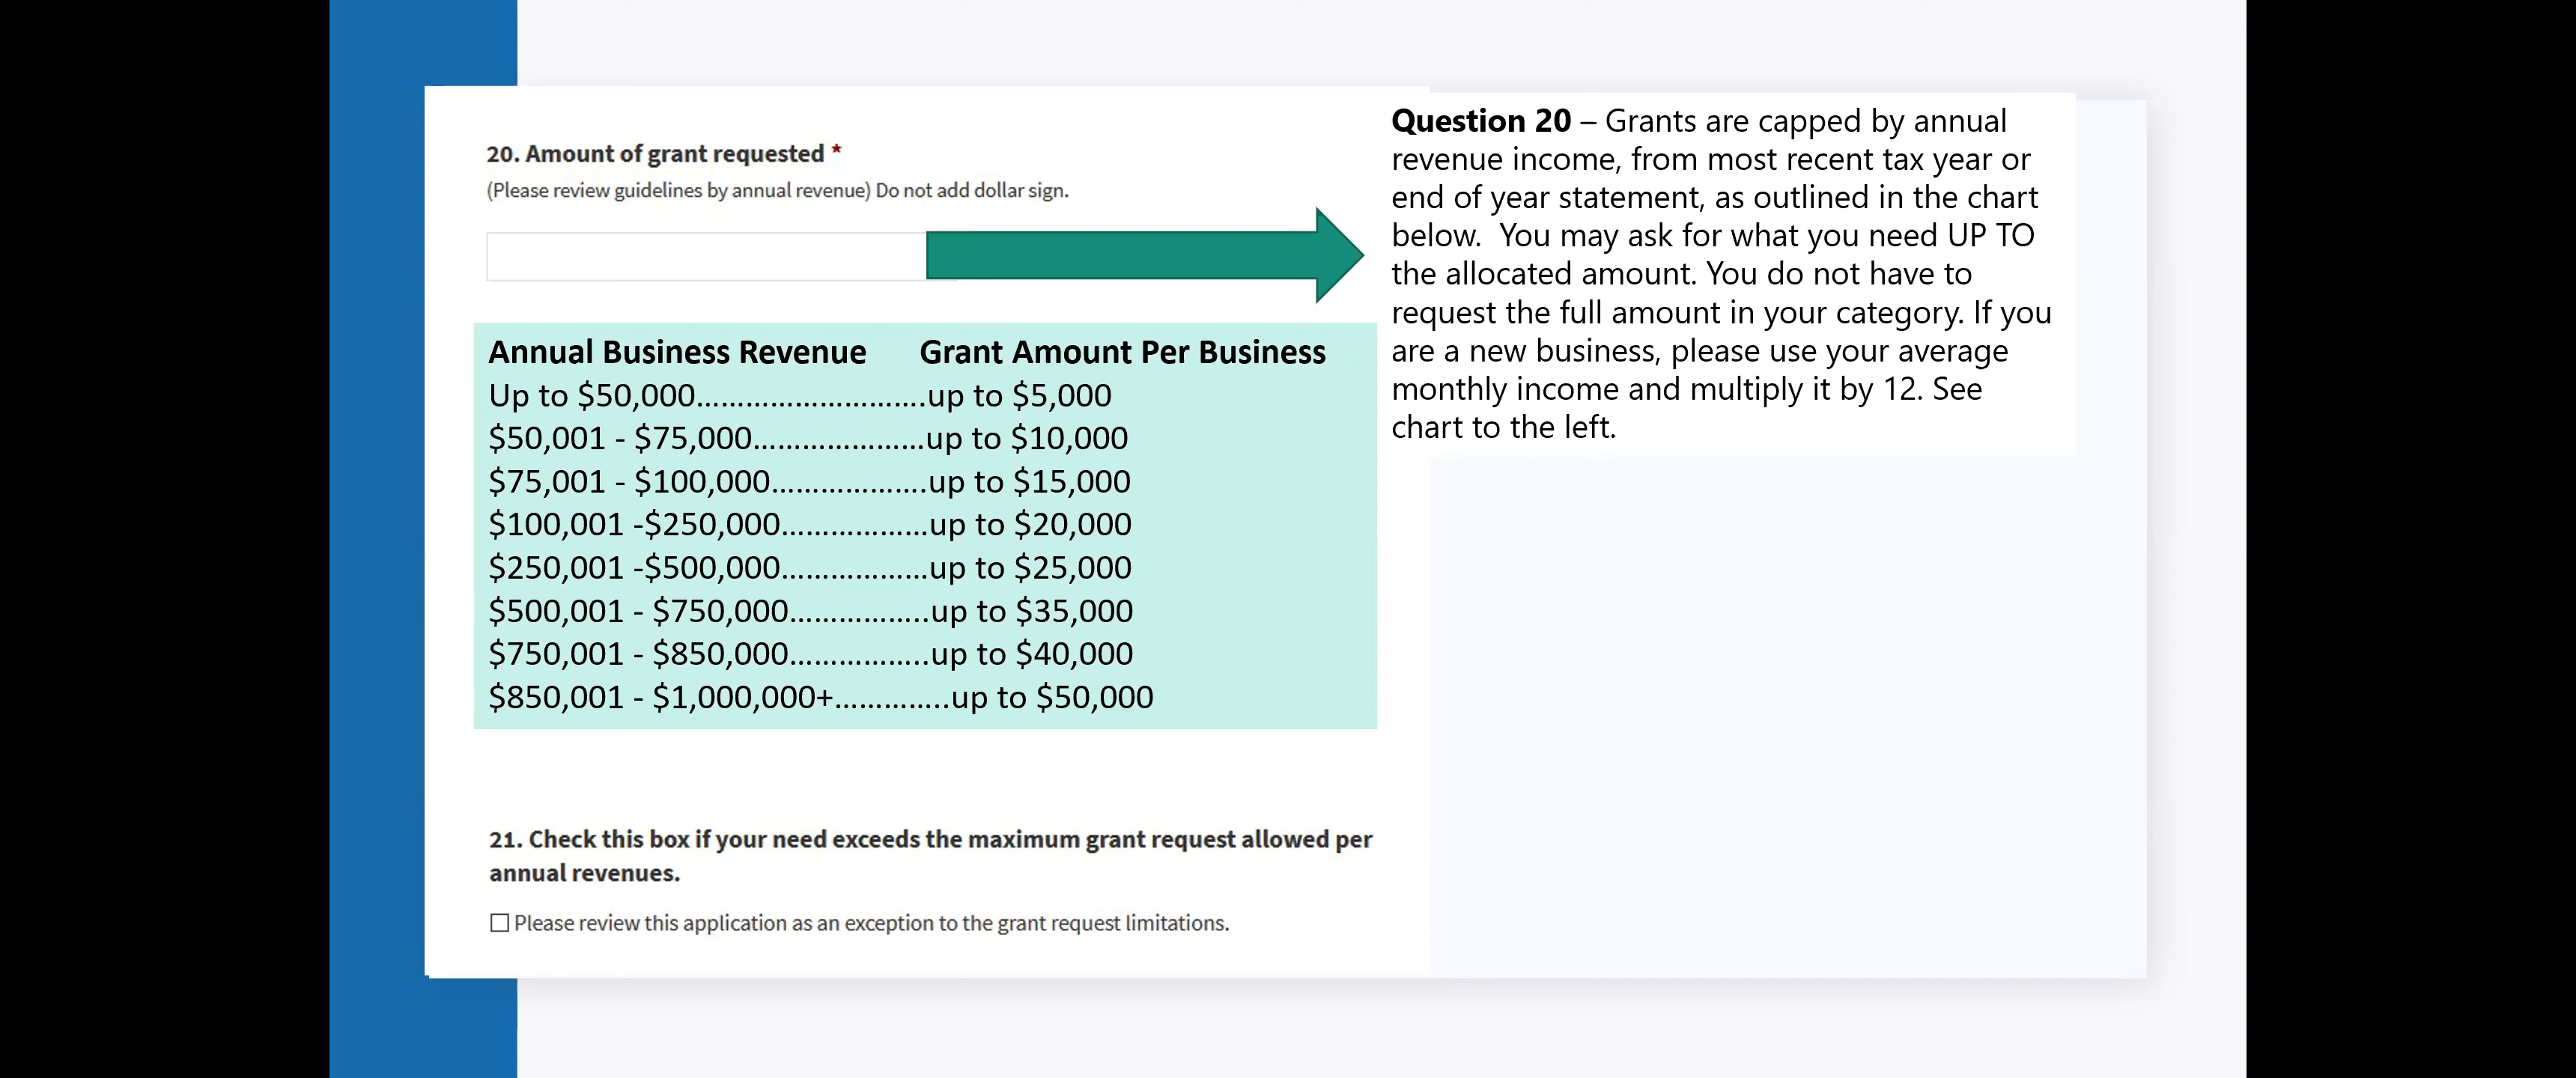 20. Amount of grant requested *
(Please review guidelines by annual revenue) Do not add dollar sign.
Annual Business Revenue Grant Amount Per Business
Up to $50,000............................up to $5,000
$50,001 - $75,000.....................up to $10,000
$75,001 - $100,000...................up to $15,000
$100,001 -$250,000..................up to $20,000
$250,001 -$500,000..................up to $25,000
$500,001 - $750,000.................up to $35,000
$750,001 - $850,000.................up to $40,000
$850,001 - $1,000,000+..............up to $50,000
21. Check this box if your need exceeds the maximum grant request allowed per
annual revenues.
☐ Please review this application as an exception to the grant request limitations.
Question 20 – Grants are capped by annual
revenue income, from most recent tax year or
end of year statement, as outlined in the chart
below.  You may ask for what you need UP TO
the allocated amount. You do not have to
request the full amount in your category. If you
are a new business, please use your average
monthly income and multiply it by 12. See
chart to the left.